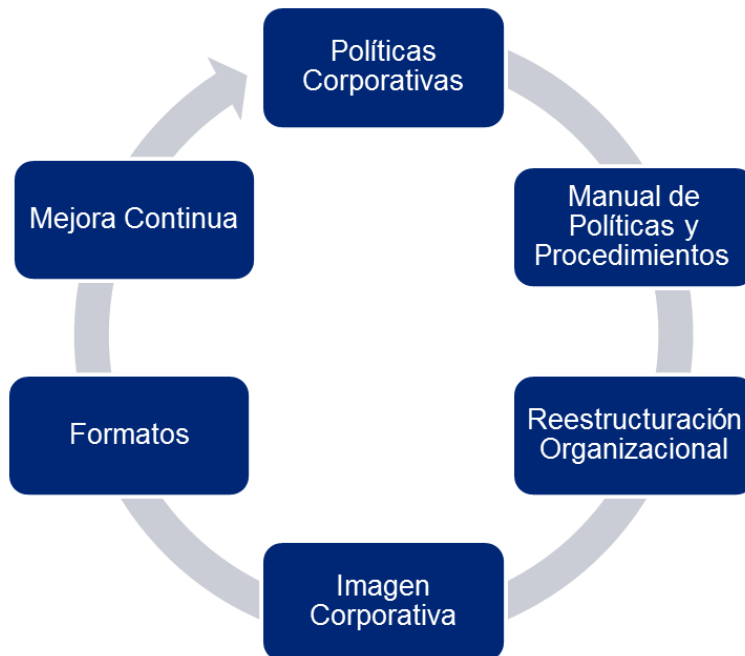 Políticas
Corporativas
Manual de
Políticas y
Procedimientos
Reestructuración
Organizacional
Imagen
Corporativa
Formatos
Mejora Continua